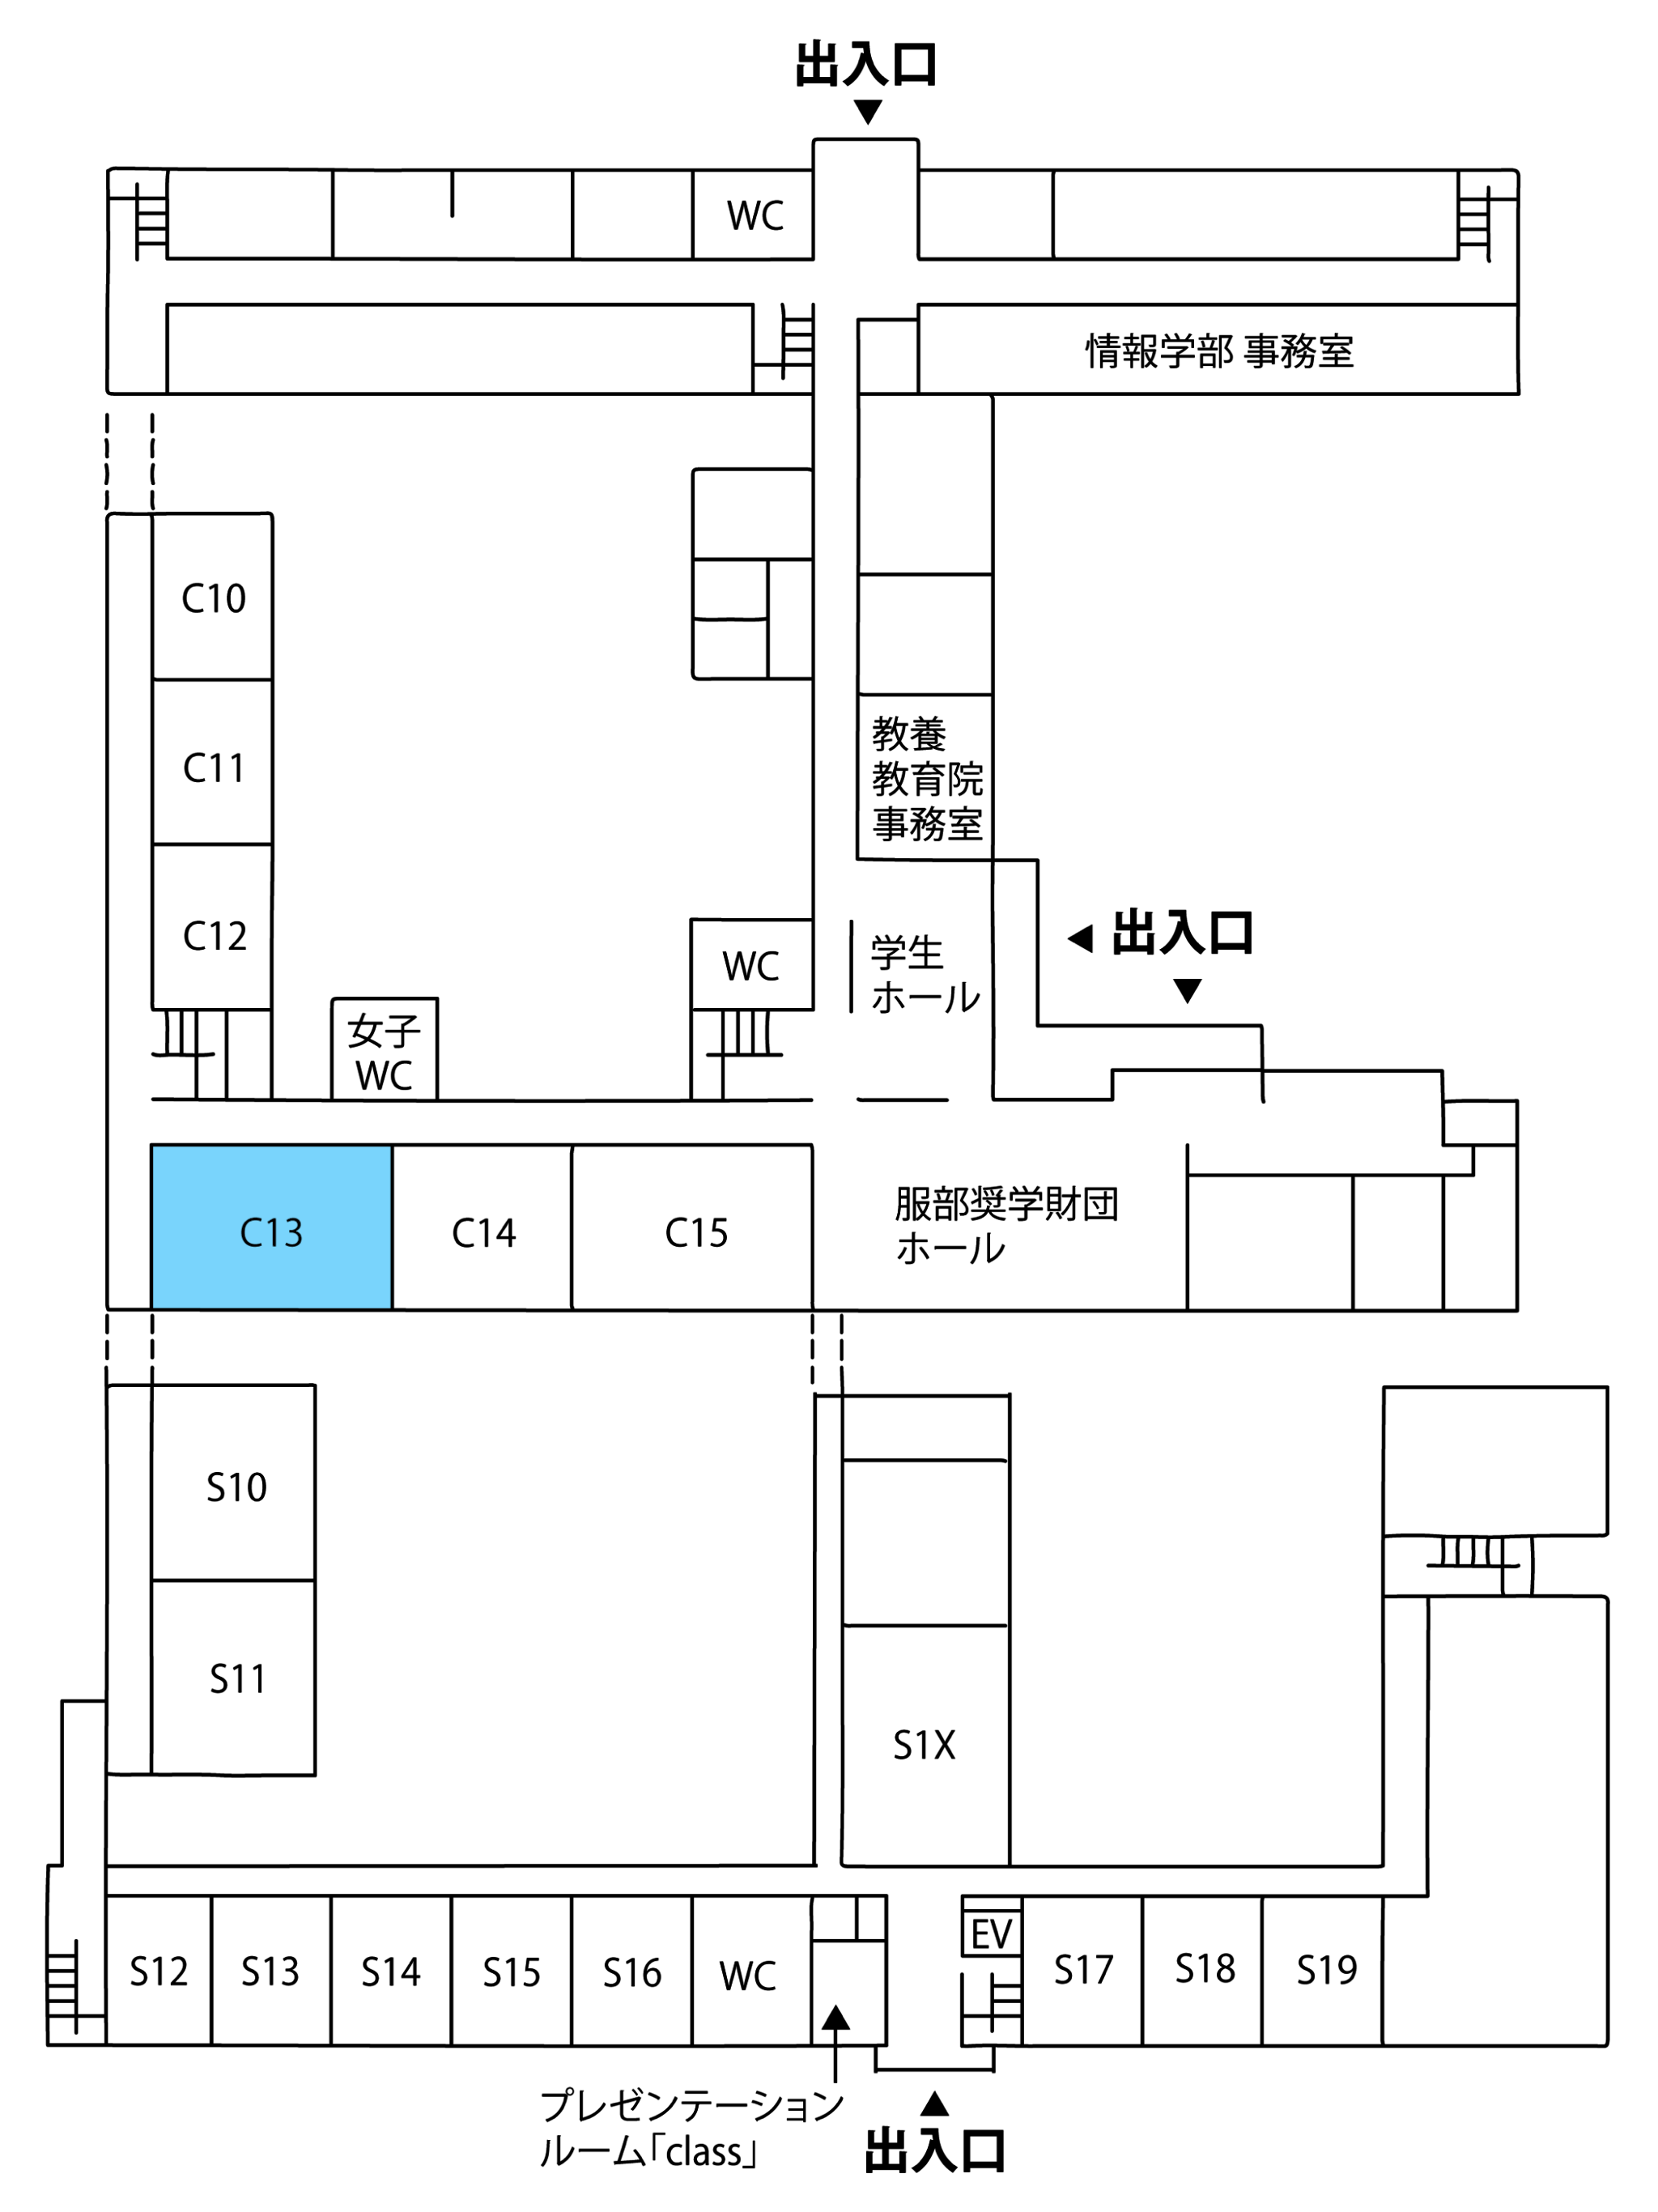 出入口
WC
情報学部 事務室
C10
C11
C12
教養
教育院
事務室
WC
学生
ホール
出入口
女子
WC
C13
C14
C15
服部奨学財団
ホール
S10
S11
S1X
S12
S13
S14
S15
S16
WC
EV
S17
S18
S19
プレゼンテーション
ルーム「class」
出入口